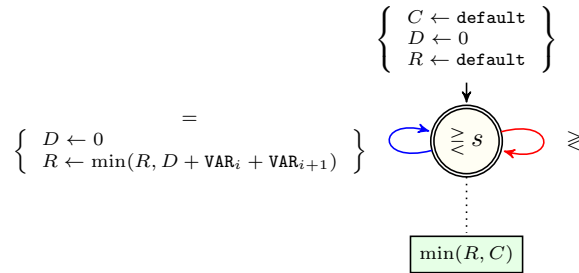 C ← default
D ← 0
R ← default
=
D ← 0
R ← min(R, D + VAR_i + VAR_{i+1})
⋛ s
≷
min(R, C)